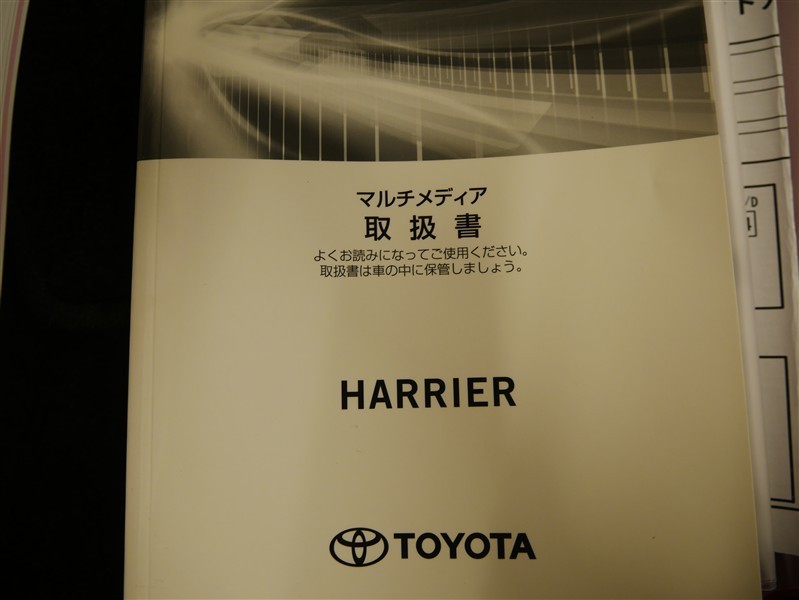 マルチメディア
取扱書
よくお読みになってご使用ください。
取扱書は車の中に保管しましょう。
HARRIER
TOYOTA
/D